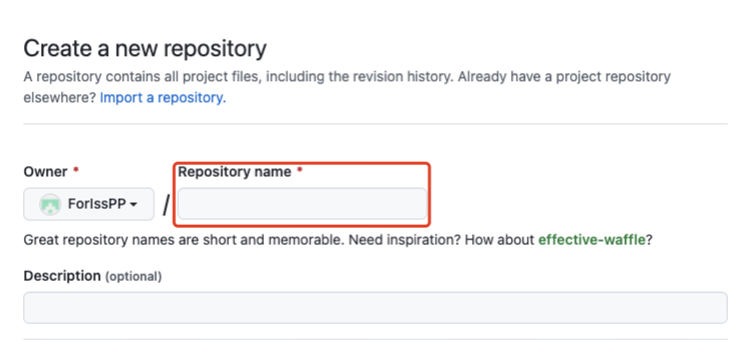 Create a new repository
A repository contains all project files, including the revision history. Already have a project repository
elsewhere? Import a repository.
Owner * Repository name *
ForIssPP /
Great repository names are short and memorable. Need inspiration? How about effective-waffle?
Description (optional)